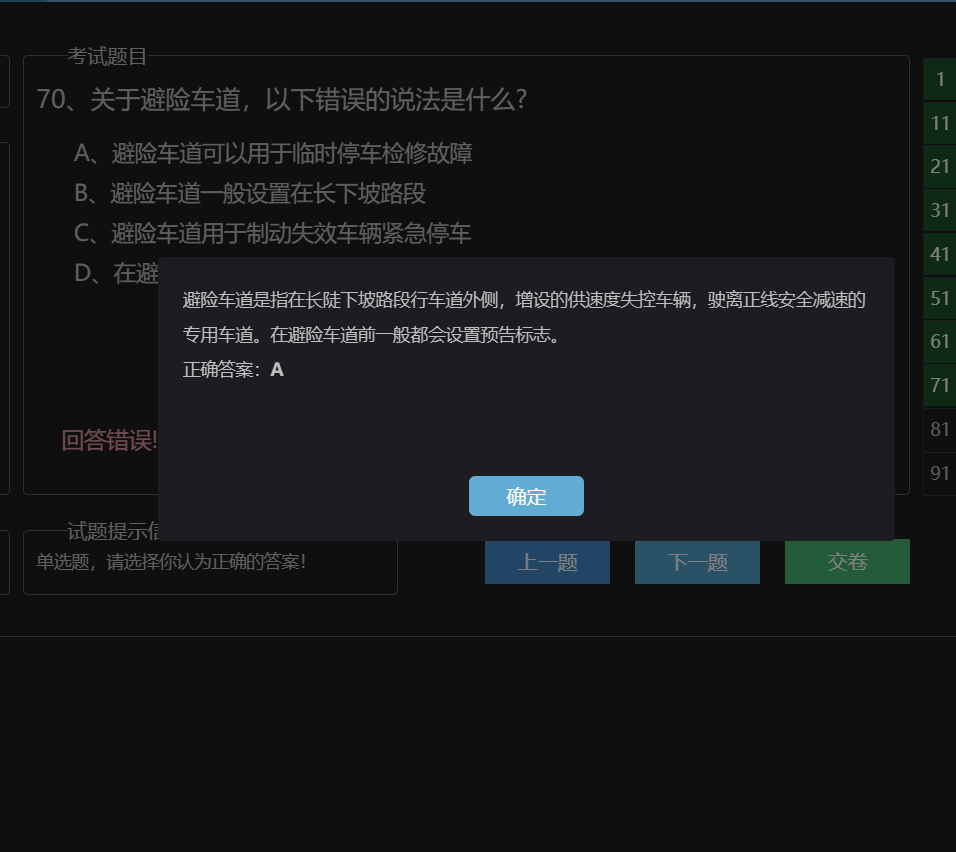 考试题目
70、关于避险车道，以下错误的说法是什么?
A、避险车道可以用于临时停车检修故障
B、避险车道一般设置在长下坡路段
C、避险车道用于制动失效车辆紧急停车
D、在避
避险车道是指在长陡下坡路段行车道外侧，增设的供速度失控车辆，驶离正线安全减速的
专用车道。在避险车道前一般都会设置预告标志。
正确答案：A
回答错误!
确定
试题提示信
单选题，请选择你认为正确的答案!
上一题
下一题
交卷
1
11
21
31
41
51
61
71
81
91